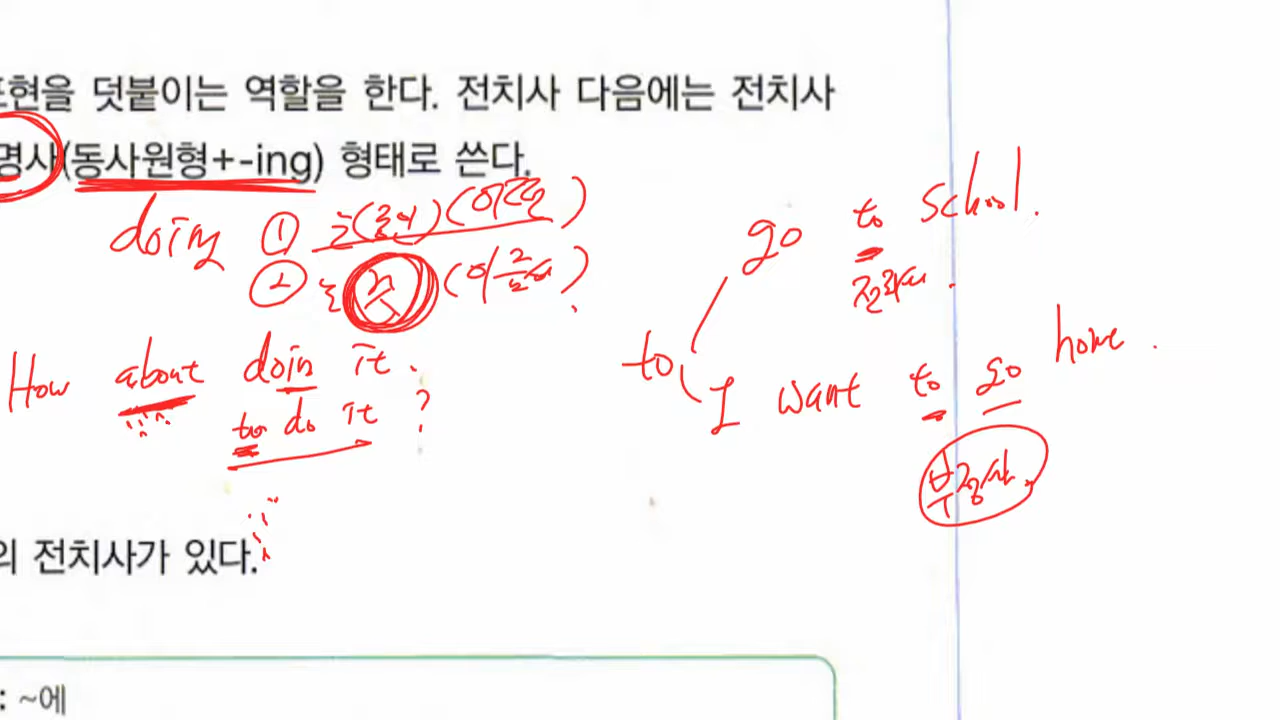 표현을 덧붙이는 역할을 한다. 전치사 다음에는 전치사
명사(동사원형+-ing) 형태로 쓴다.
doing ①
②
go to school.
전치사.
to
How about doin it.
to do it ?
I want to go home.
부정사.
의 전치사가 있다.
: ~에